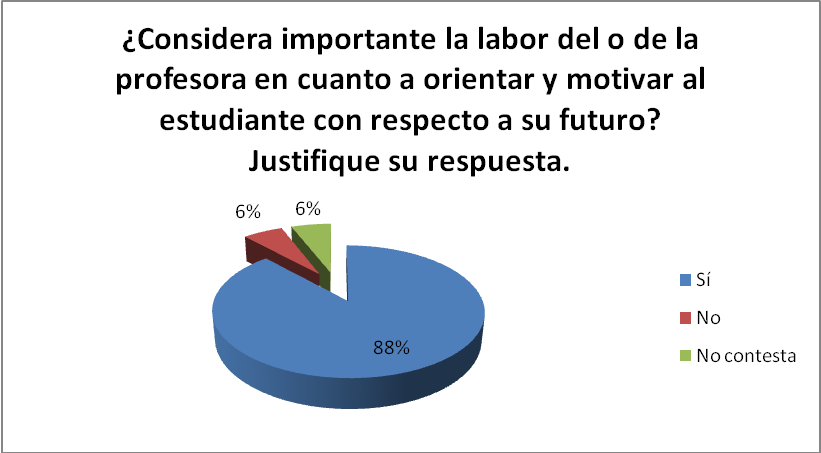 ¿Considera importante la labor del o de la
profesora en cuanto a orientar y motivar al
estudiante con respecto a su futuro?
Justifique su respuesta.
6%
6%
88%
Sí
No
No contesta